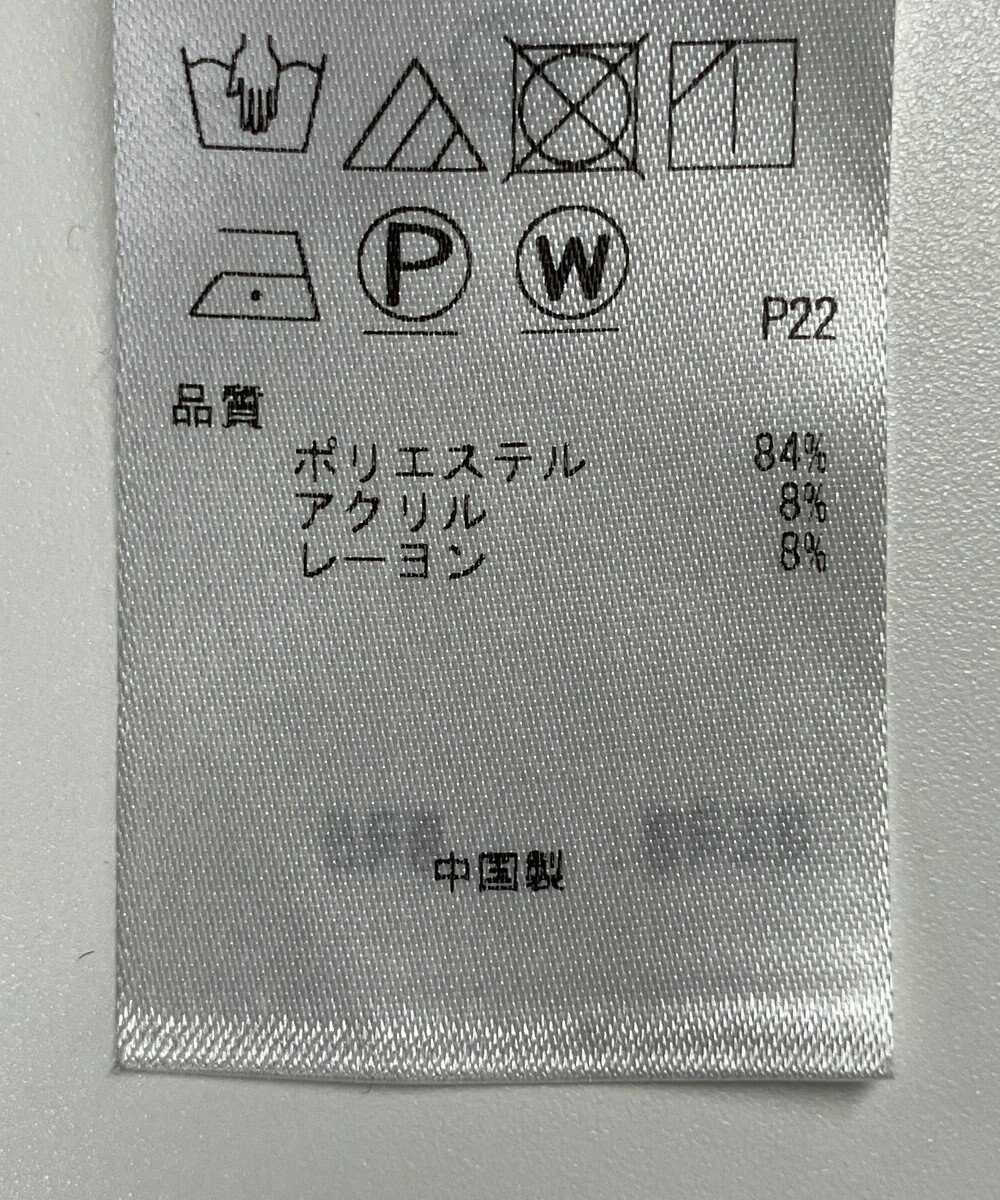 P W
P22
品質
ポリエステル 84%
アクリル 8%
レーヨン 8%
中国製